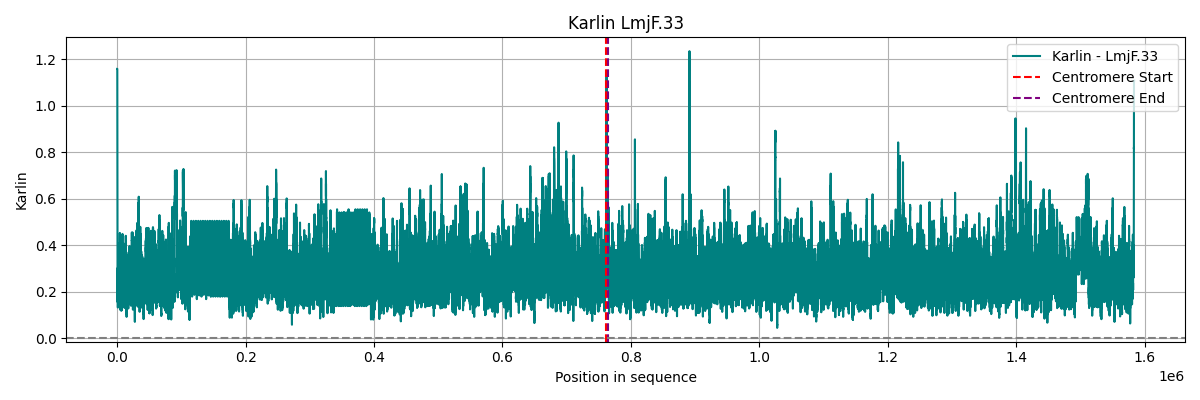 Karlin LmjF.33
Karlin - LmjF.33
Centromere Start
Centromere End
Karlin
1.2
1.0
0.8
0.6
0.4
0.2
0.0
0.0 0.2 0.4 0.6 0.8 1.0 1.2 1.4 1.6
1e6
Position in sequence